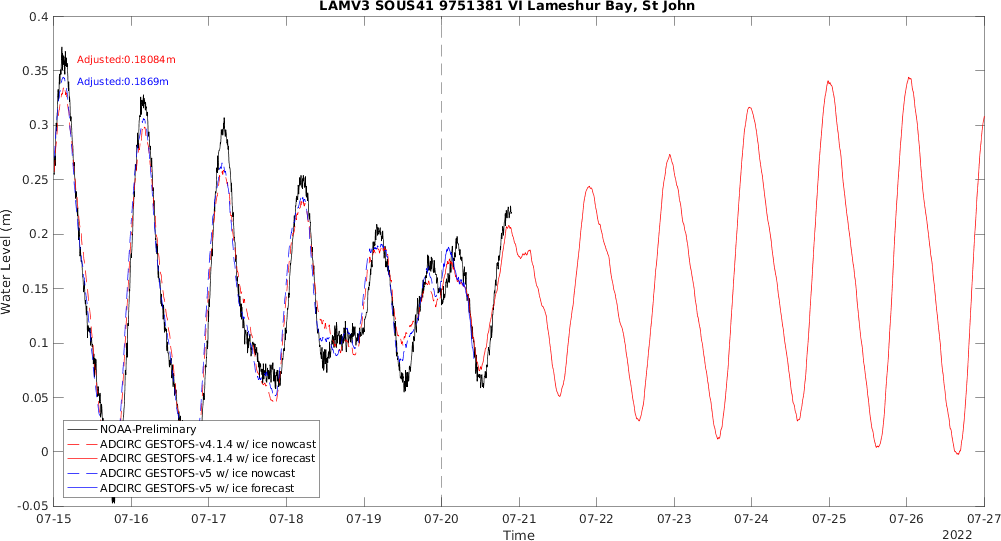 LAMV3 SOUS41 9751381 VI Lameshur Bay, St John
0.4
0.35
0.3
0.25
0.2
0.15
0.1
0.05
0
-0.05
Water Level (m)
Adjusted:0.18084m
Adjusted:0.1869m
NOAA-Preliminary
ADCIRC GESTOFS-v4.1.4 w/ ice nowcast
ADCIRC GESTOFS-v4.1.4 w/ ice forecast
ADCIRC GESTOFS-v5 w/ ice nowcast
ADCIRC GESTOFS-v5 w/ ice forecast
07-15 07-16 07-17 07-18 07-19 07-20 07-21 07-22 07-23 07-24 07-25 07-26 07-27
Time
2022